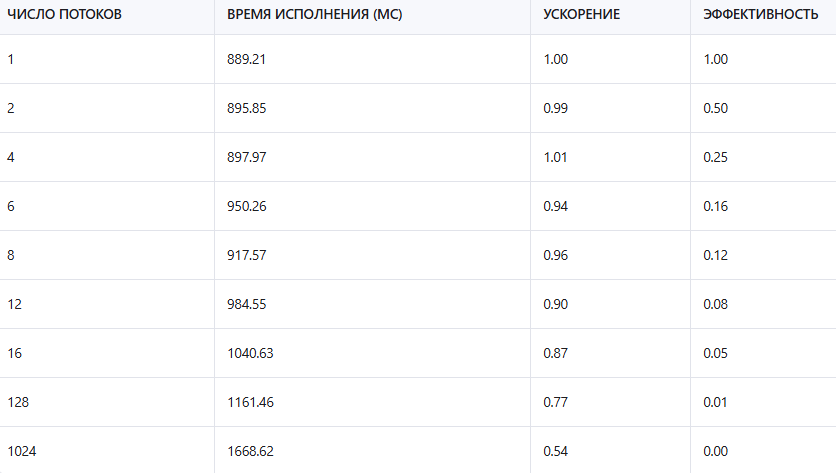 ЧИСЛО ПОТОКОВ ВРЕМЯ ИСПОЛНЕНИЯ (МС) УСКОРЕНИЕ ЭФФЕКТИВНОСТЬ
1 889.21 1.00 1.00
2 895.85 0.99 0.50
4 897.97 1.01 0.25
6 950.26 0.94 0.16
8 917.57 0.96 0.12
12 984.55 0.90 0.08
16 1040.63 0.87 0.05
128 1161.46 0.77 0.01
1024 1668.62 0.54 0.00